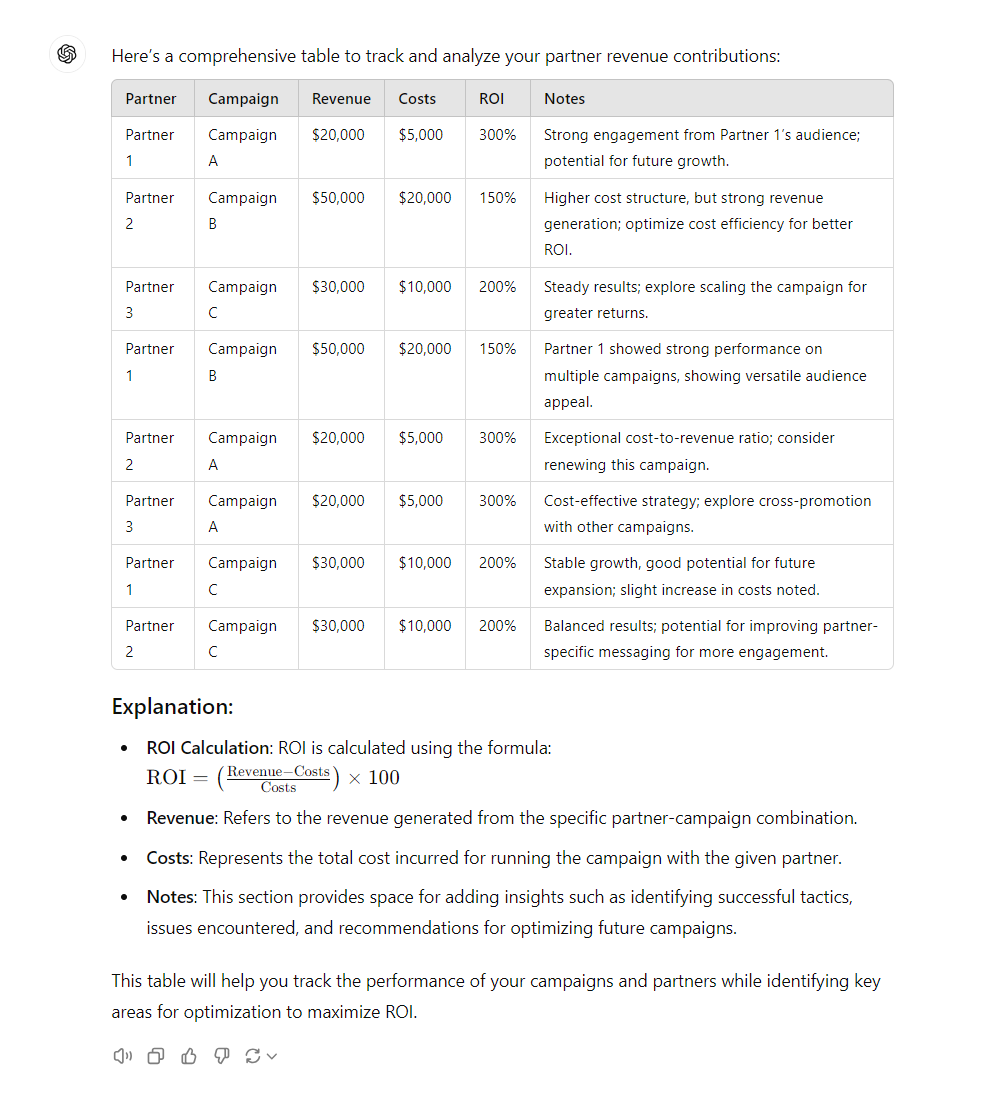 Here's a comprehensive table to track and analyze your partner revenue contributions:
Partner Campaign Revenue Costs ROI Notes
Partner Campaign $20,000 $5,000 300% Strong engagement from Partner 1's audience;
1 A potential for future growth.
Partner Campaign $50,000 $20,000 150% Higher cost structure, but strong revenue
2 B generation; optimize cost efficiency for better
ROI.
Partner Campaign $30,000 $10,000 200% Steady results; explore scaling the campaign for
3 C greater returns.
Partner Campaign $50,000 $20,000 150% Partner 1 showed strong performance on
1 B multiple campaigns, showing versatile audience
appeal.
Partner Campaign $20,000 $5,000 300% Exceptional cost-to-revenue ratio; consider
2 A renewing this campaign.
Partner Campaign $20,000 $5,000 300% Cost-effective strategy; explore cross-promotion
3 A with other campaigns.
Partner Campaign $30,000 $10,000 200% Stable growth, good potential for future
1 C expansion; slight increase in costs noted.
Partner Campaign $30,000 $10,000 200% Balanced results; potential for improving partner-
2 C specific messaging for more engagement.
Explanation:
• ROI Calculation: ROI is calculated using the formula:
ROI = (Revenue−Costs / Costs) × 100
• Revenue: Refers to the revenue generated from the specific partner-campaign combination.
• Costs: Represents the total cost incurred for running the campaign with the given partner.
• Notes: This section provides space for adding insights such as identifying successful tactics,
issues encountered, and recommendations for optimizing future campaigns.
This table will help you track the performance of your campaigns and partners while identifying key
areas for optimization to maximize ROI.